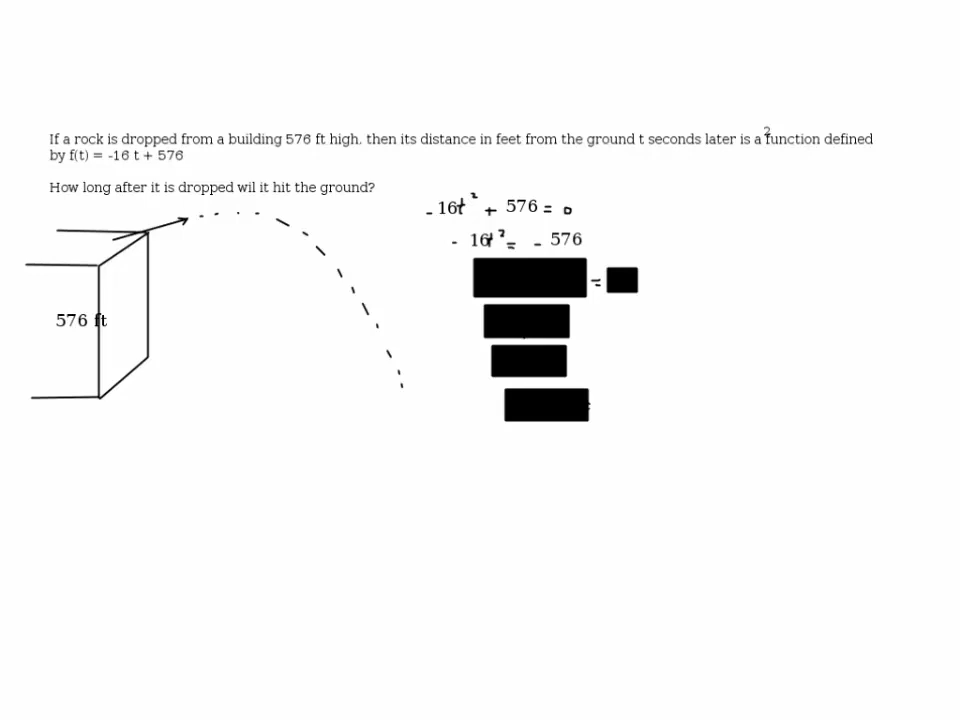 If a rock is dropped from a building 576 ft high, then its distance in feet from the ground t seconds later is a function defined
2
by f(t) = -16 t + 576
How long after it is dropped wil it hit the ground?
- 16t² + 576 = 0
- 16t² = - 576
=
576 ft